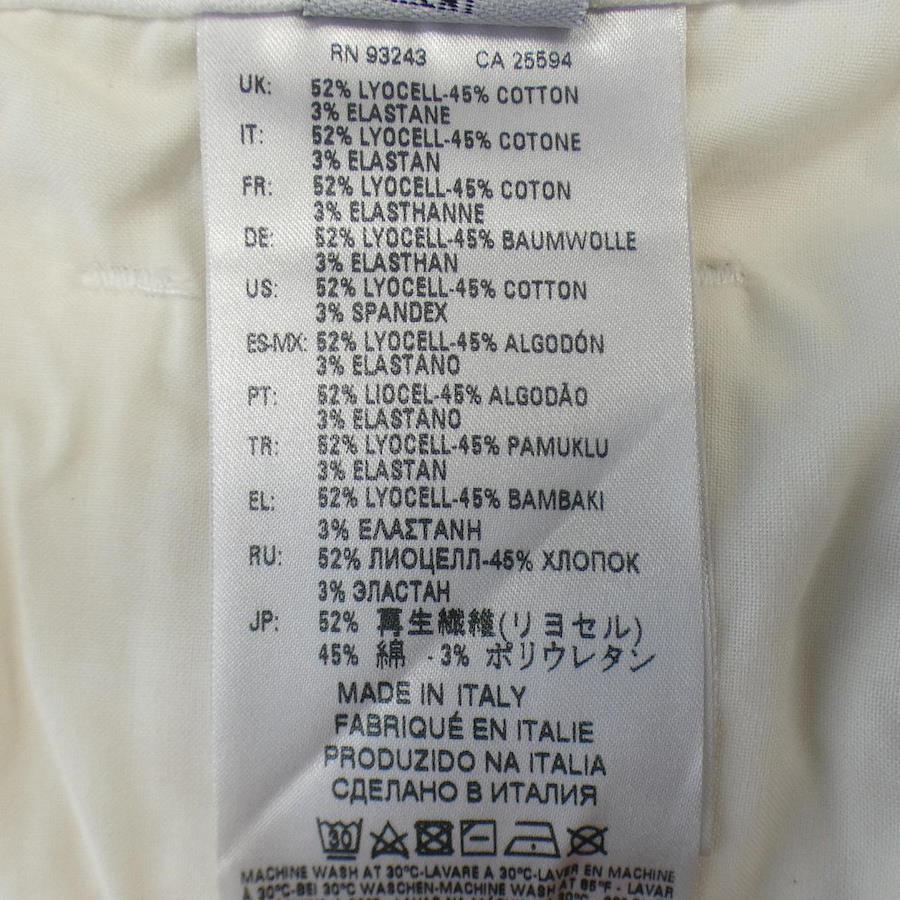 RN 93243 CA 25594
UK: 52% LYOCELL-45% COTTON
3% ELASTANE
IT: 52% LYOCELL-45% COTONE
3% ELASTAN
FR: 52% LYOCELL-45% COTON
3% ELASTHANNE
DE: 52% LYOCELL-45% BAUMWOLLE
3% ELASTHAN
US: 52% LYOCELL-45% COTTON
3% SPANDEX
ES-MX: 52% LYOCELL-45% ALGODÓN
3% ELASTANO
PT: 52% LIOCEL-45% ALGODÃO
3% ELASTANO
TR: 52% LYOCELL-45% PAMUKLU
3% ELASTAN
EL: 52% LYOCELL-45% BAMBAKI
3% ΕΛΑΣΤΑΝΗ
RU: 52% ЛИОЦЕЛЛ-45% ХЛОПОК
3% ЭЛАСТАН
JP: 52% 再生繊維(リヨセル)
45% 綿 - 3% ポリウレタン
MADE IN ITALY
FABRIQUÉ EN ITALIE
PRODUZIDO NA ITALIA
СДЕЛАНО В ИТАЛИЯ
30
MACHINE WASH AT 30°C-LAVARE A 30°C-LAVER EN MACHINE
À 30°C-BEI 30°C WASCHEN-MACHINE WASH AT 85°F - LAVAR